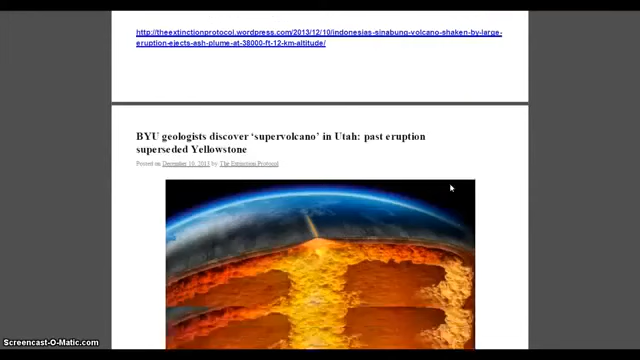 http://theextinctionprotocol.wordpress.com/2013/12/10/indonesias-sinabung-volcano-shaken-by-large-
eruption-ejects-ash-plume-at-38000-ft-12-km-altitude/
BYU geologists discover ‘supervolcano’ in Utah: past eruption
superseded Yellowstone
Posted on December 10, 2013 by The Extinction Protocol
Screencast-O-Matic.com